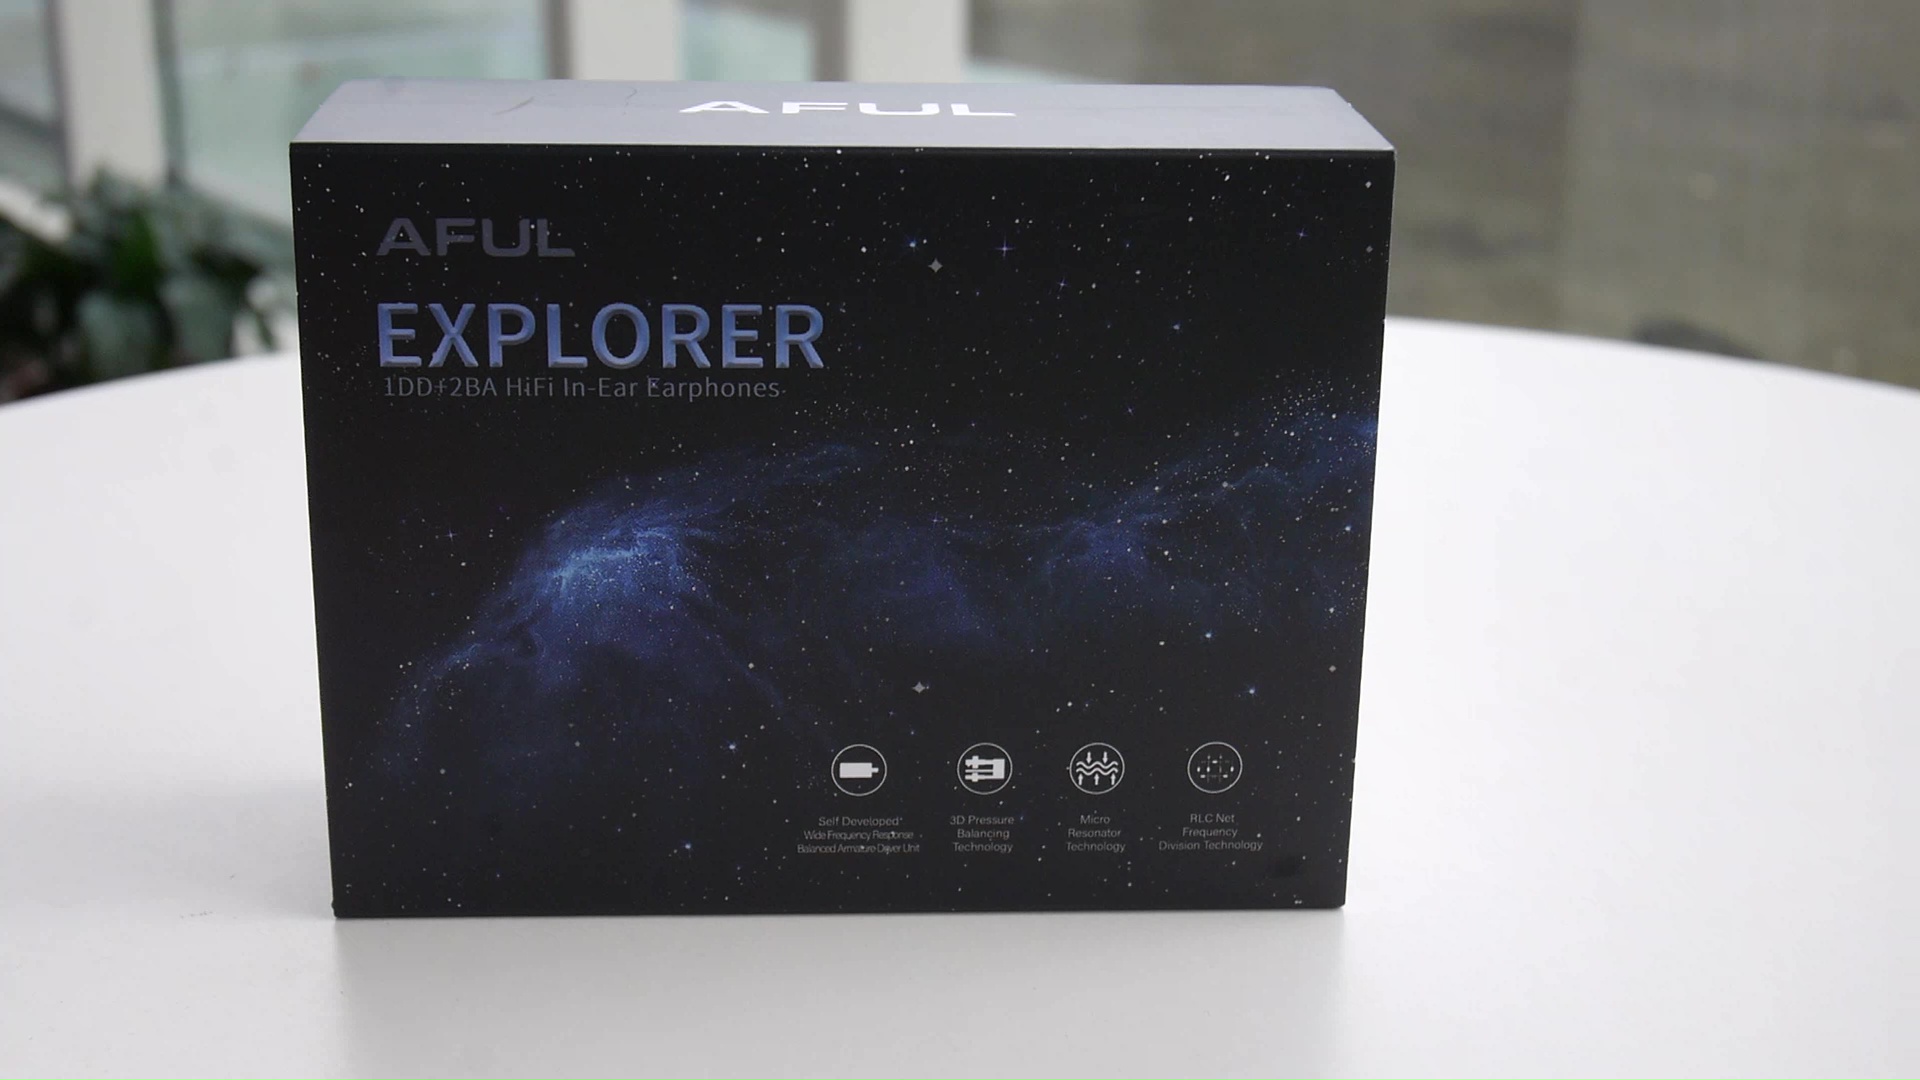 AFUL
AFUL
EXPLORER
1DD+2BA HiFi In-Ear Earphones
Self Developed
Wide Frequency Response
Balanced Armature Driver Unit
3D Pressure
Balancing
Technology
Micro
Resonator
Technology
RLC Net
Frequency
Division Technology